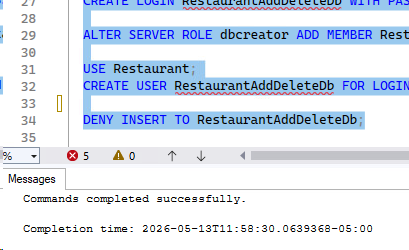 27 CREATE LOGIN RestaurantAddDeleteDb WITH PAS
28
29 ALTER SERVER ROLE dbcreator ADD MEMBER Rest
30
31 USE Restaurant;
32 CREATE USER RestaurantAddDeleteDb FOR LOGIN
33
34 DENY INSERT TO RestaurantAddDeleteDb;
35
% 5 0
Messages
Commands completed successfully.
Completion time: 2026-05-13T11:58:30.0639368-05:00